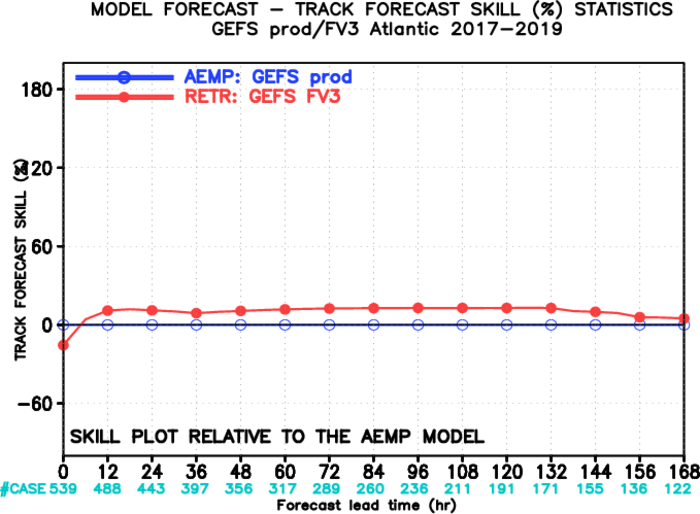 MODEL FORECAST – TRACK FORECAST SKILL (%) STATISTICS
GEFS prod/FV3 Atlantic 2017–2019
AEMP: GEFS prod
RETR: GEFS FV3
180
120
60
0
–60
TRACK FORECAST SKILL (%)
SKILL PLOT RELATIVE TO THE AEMP MODEL
0 12 24 36 48 60 72 84 96 108 120 132 144 156 168
#CASE 539 488 443 397 356 317 289 260 236 211 191 171 155 136 122
Forecast lead time (hr)